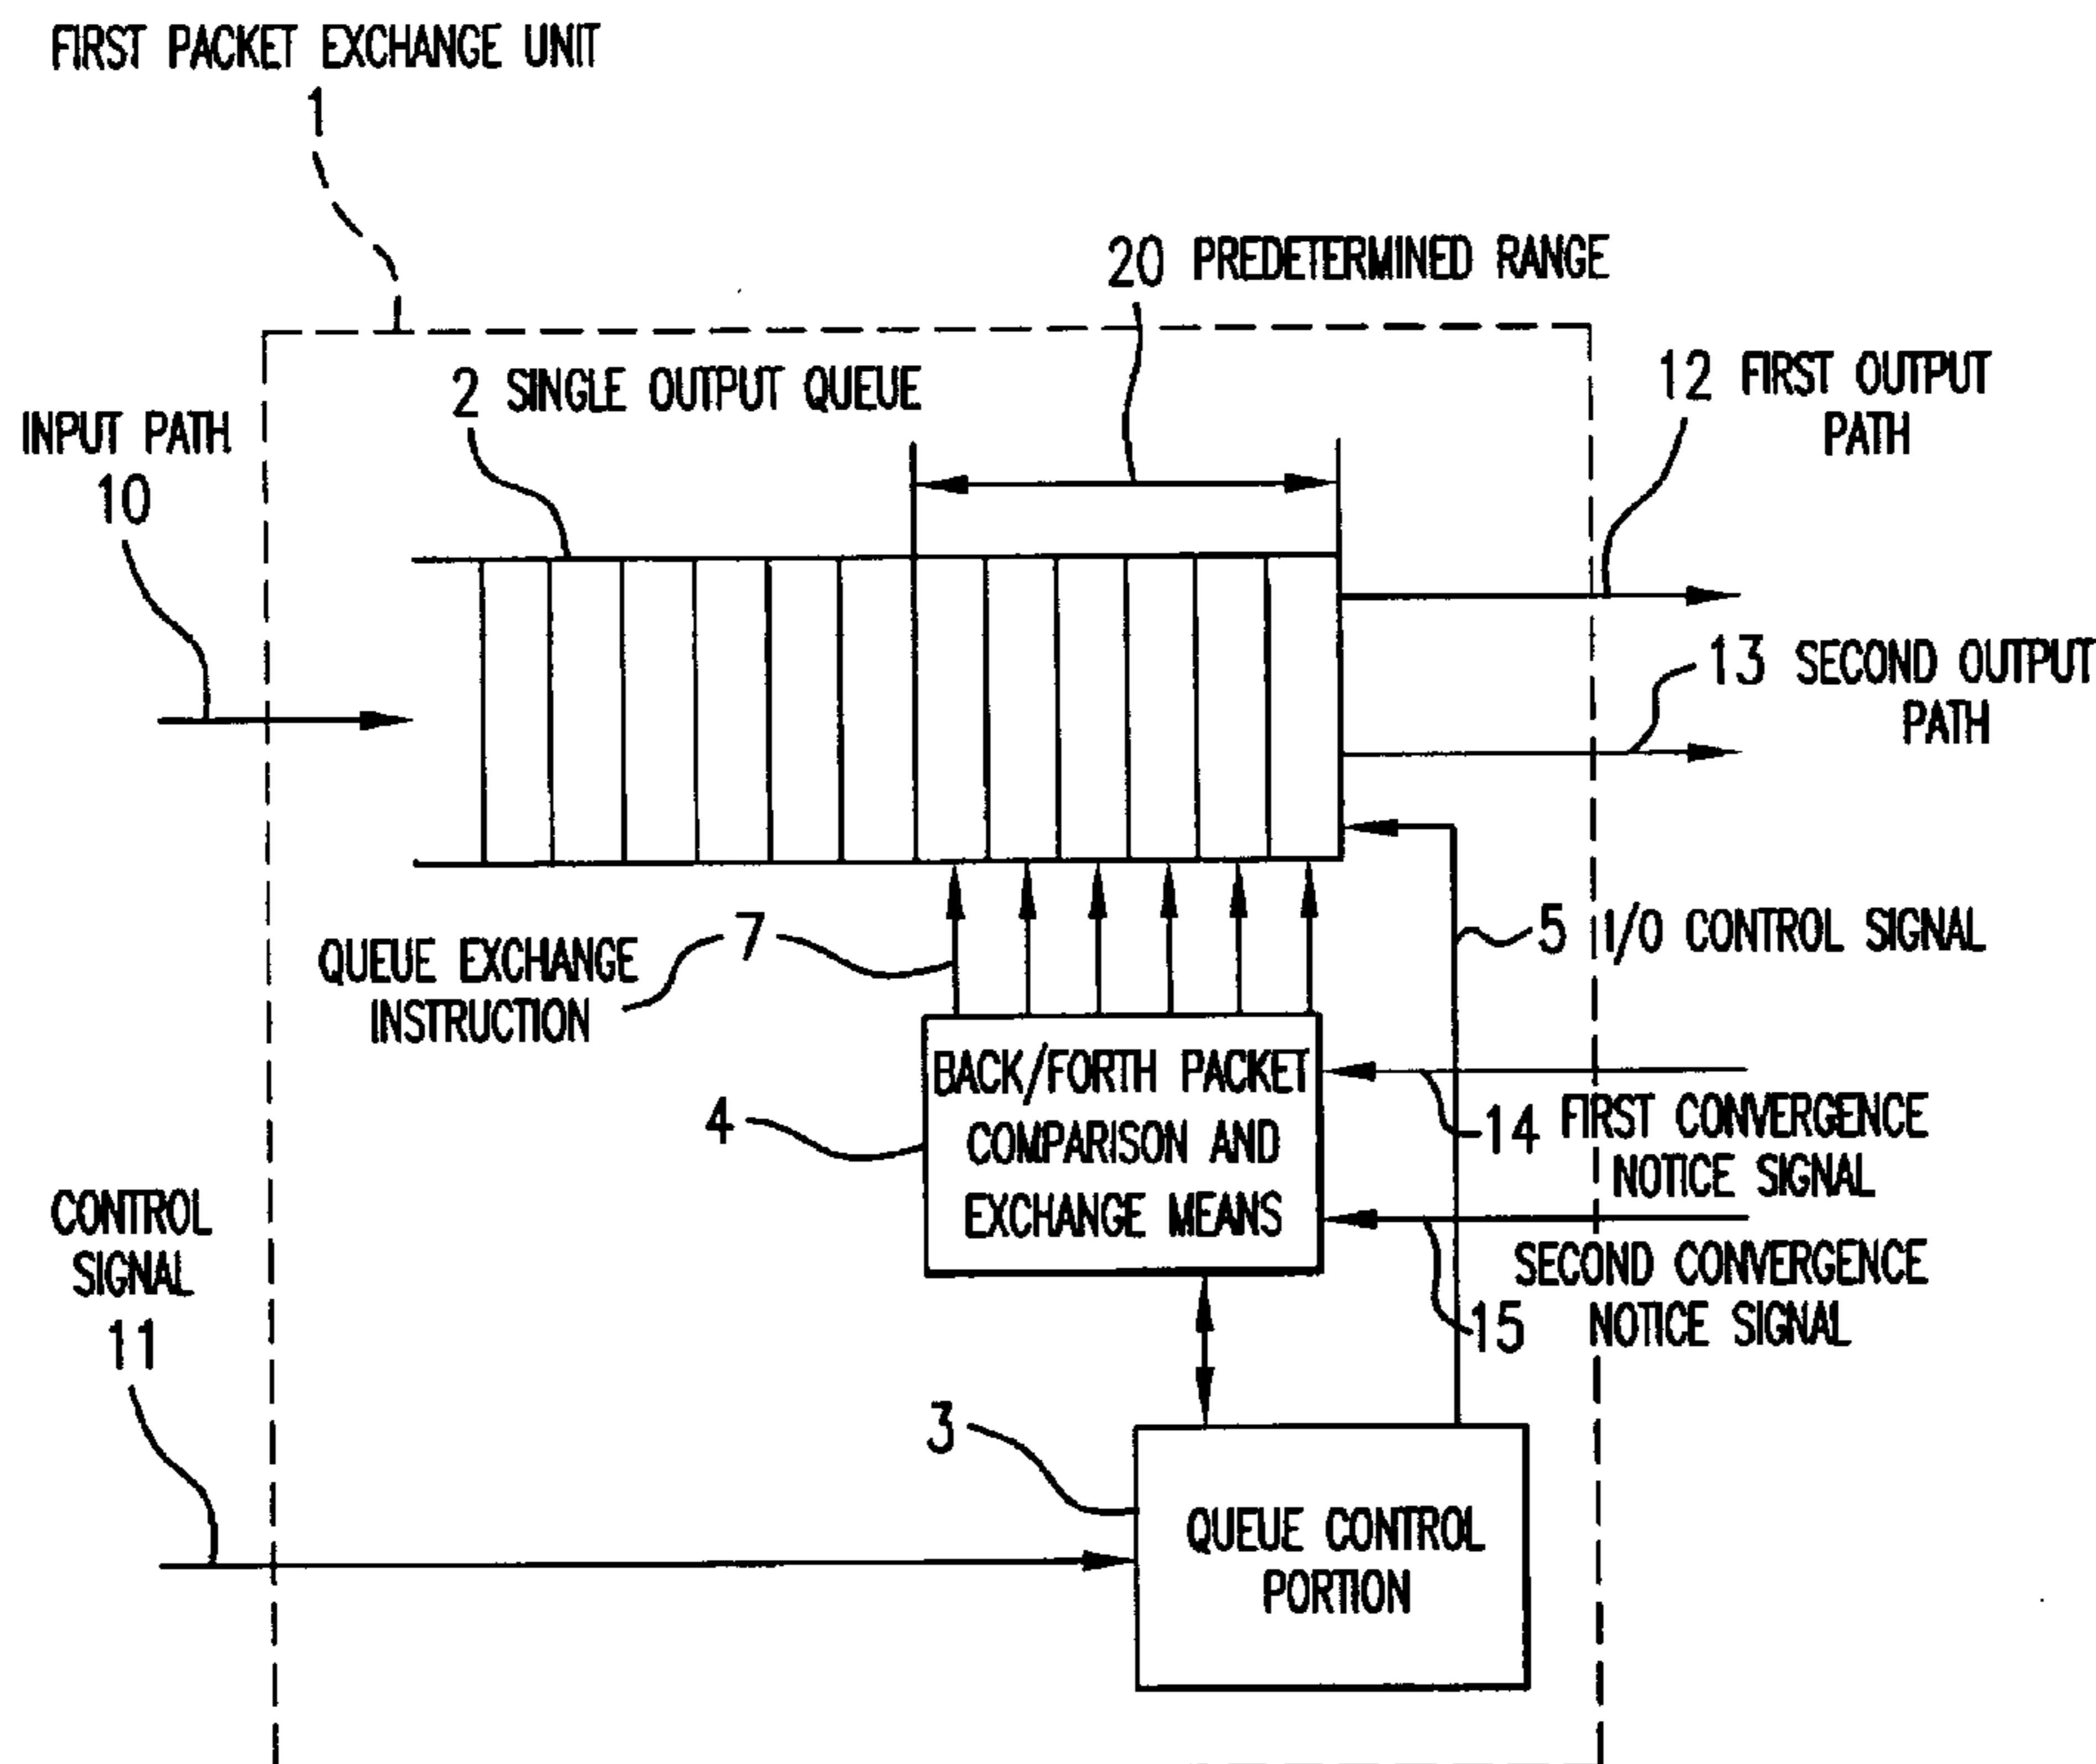 FIRST PACKET EXCHANGE UNIT
1
20 PREDETERMINED RANGE
2 SINGLE OUTPUT QUEUE
12 FIRST OUTPUT
PATH
INPUT PATH
10
13 SECOND OUTPUT
PATH
7
QUEUE EXCHANGE
INSTRUCTION
5 I/O CONTROL SIGNAL
BACK/FORTH PACKET
COMPARISON AND
EXCHANGE MEANS
4
14 FIRST CONVERGENCE
NOTICE SIGNAL
CONTROL
SIGNAL
11
SECOND CONVERGENCE
15 NOTICE SIGNAL
3
QUEUE CONTROL
PORTION